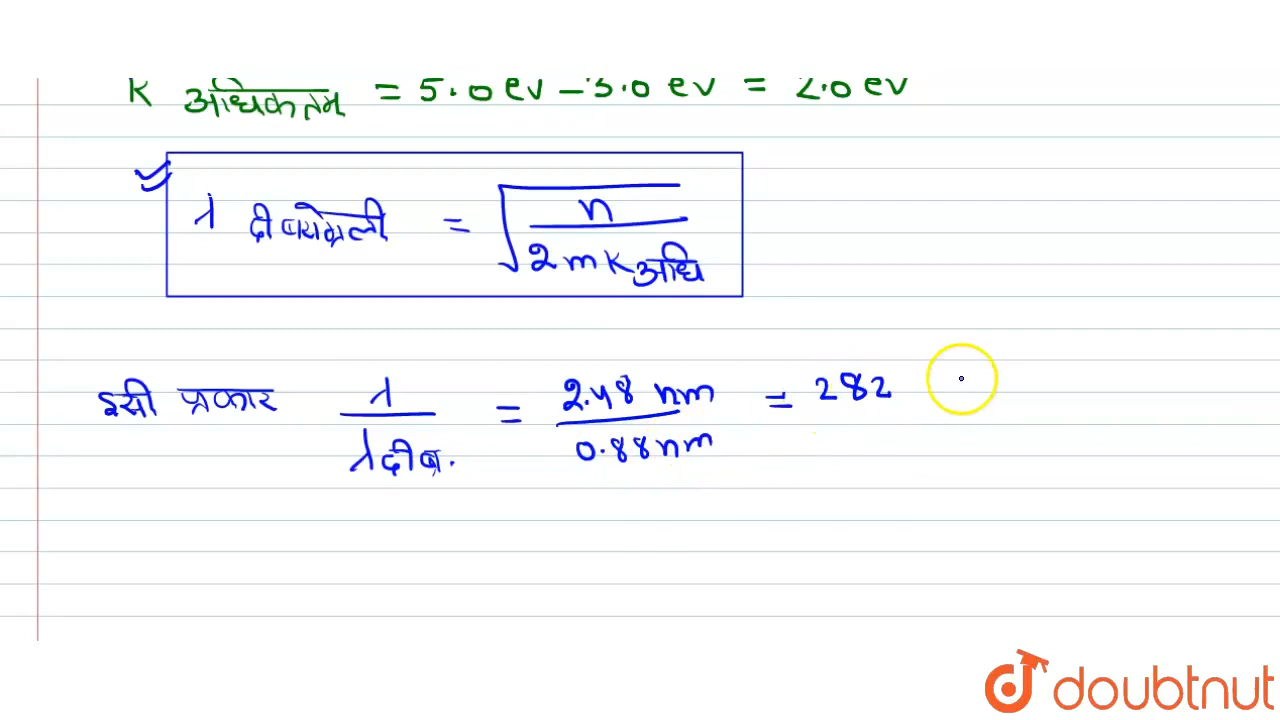 K अधिकतम = 5.0 ev – 3.0 ev = 2.0 ev
λ दी बरोग्ली = √ n / 2mK अधि
इसी प्रकार λ / λ दी ब्र. = 2.48 nm / 0.88 nm = 282
doubtnut